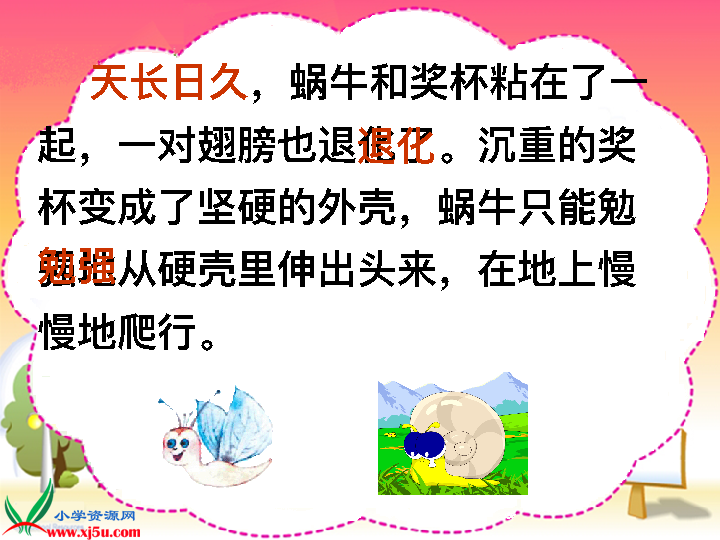 天长日久，蜗牛和奖杯粘在了一
起，一对翅膀也退化了。沉重的奖
杯变成了坚硬的外壳，蜗牛只能勉
勉强从硬壳里伸出头来，在地上慢
慢地爬行。
小学资源网
www.xj5u.com